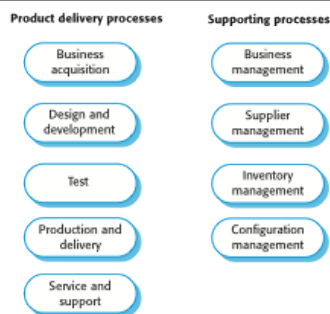 Product delivery processes
Supporting processes
Business
acquisition
Business
management
Design and
development
Supplier
management
Test
Inventory
management
Production and
delivery
Configuration
management
Service and
support